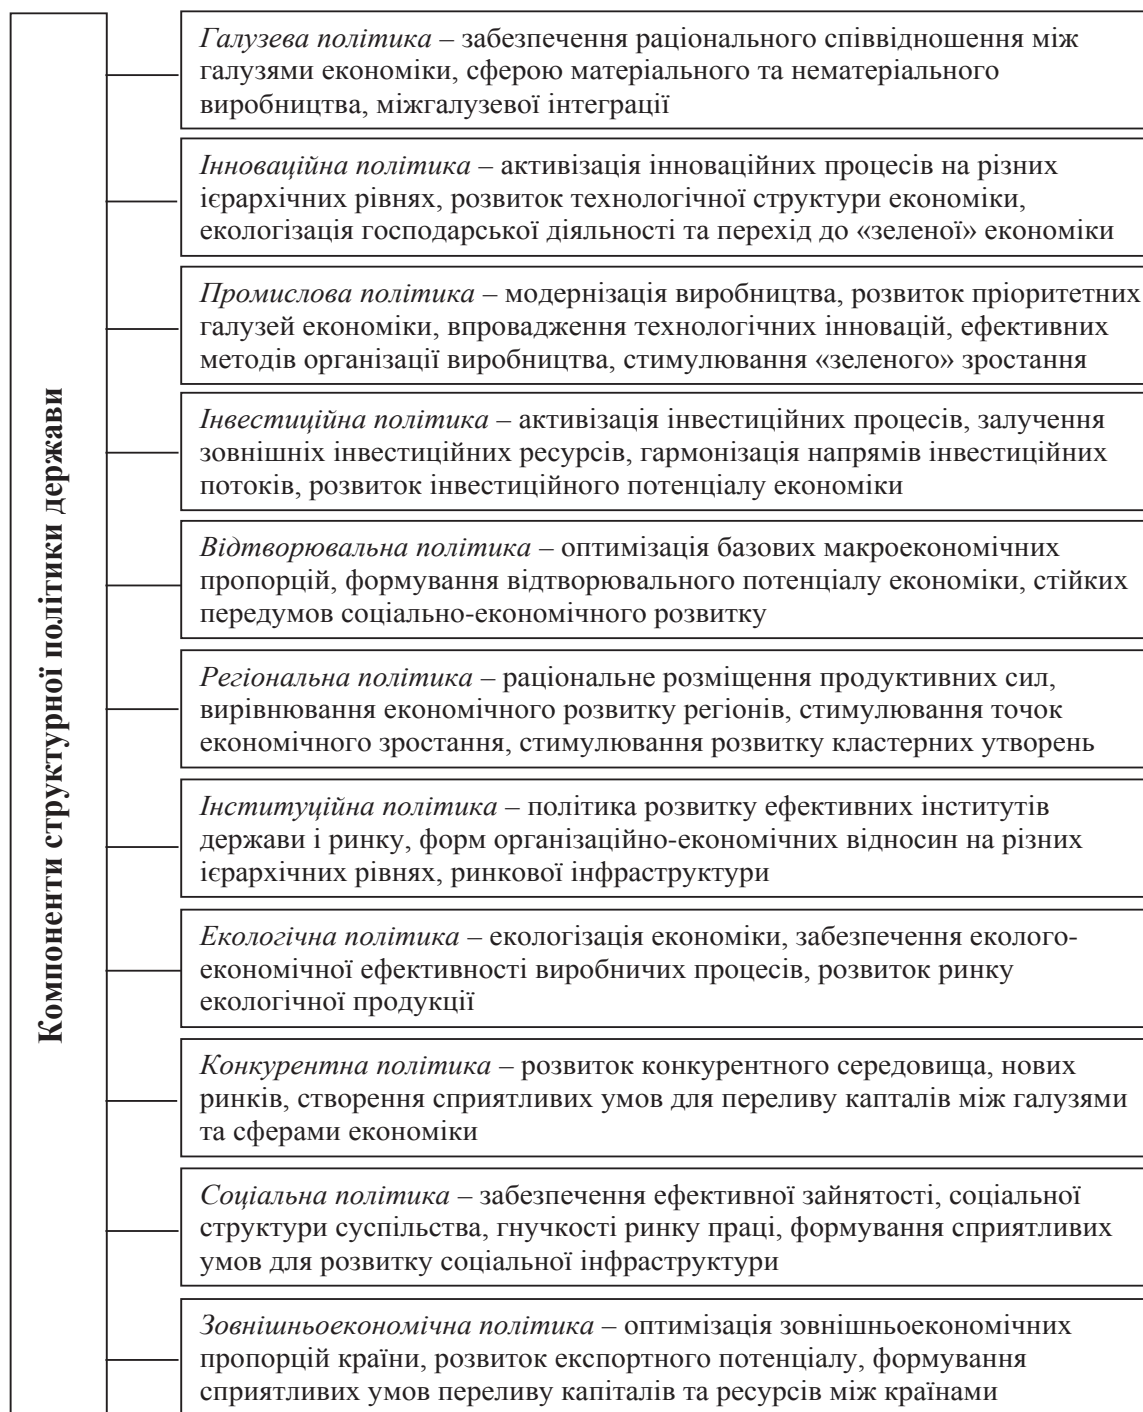 Компоненти структурної політики держави
Галузева політика – забезпечення раціонального співвідношення між
галузями економіки, сферою матеріального та нематеріального
виробництва, міжгалузевої інтеграції
Інноваційна політика – активізація інноваційних процесів на різних
ієрархічних рівнях, розвиток технологічної структури економіки,
екологізація господарської діяльності та перехід до «зеленої» економіки
Промислова політика – модернізація виробництва, розвиток пріоритетних
галузей економіки, впровадження технологічних інновацій, ефективних
методів організації виробництва, стимулювання «зеленого» зростання
Інвестиційна політика – активізація інвестиційних процесів, залучення
зовнішніх інвестиційних ресурсів, гармонізація напрямів інвестиційних
потоків, розвиток інвестиційного потенціалу економіки
Відтворювальна політика – оптимізація базових макроекономічних
пропорцій, формування відтворювального потенціалу економіки, стійких
передумов соціально-економічного розвитку
Регіональна політика – раціональне розміщення продуктивних сил,
вирівнювання економічного розвитку регіонів, стимулювання точок
економічного зростання, стимулювання розвитку кластерних утворень
Інституційна політика – політика розвитку ефективних інститутів
держави і ринку, форм організаційно-економічних відносин на різних
ієрархічних рівнях, ринкової інфраструктури
Екологічна політика – екологізація економіки, забезпечення еколого-
економічної ефективності виробничих процесів, розвиток ринку
екологічної продукції
Конкурентна політика – розвиток конкурентного середовища, нових
ринків, створення сприятливих умов для переливу капталів між галузями
та сферами економіки
Соціальна політика – забезпечення ефективної зайнятості, соціальної
структури суспільства, гнучкості ринку праці, формування сприятливих
умов для розвитку соціальної інфраструктури
Зовнішньоекономічна політика – оптимізація зовнішньоекономічних
пропорцій країни, розвиток експортного потенціалу, формування
сприятливих умов переливу капіталів та ресурсів між країнами